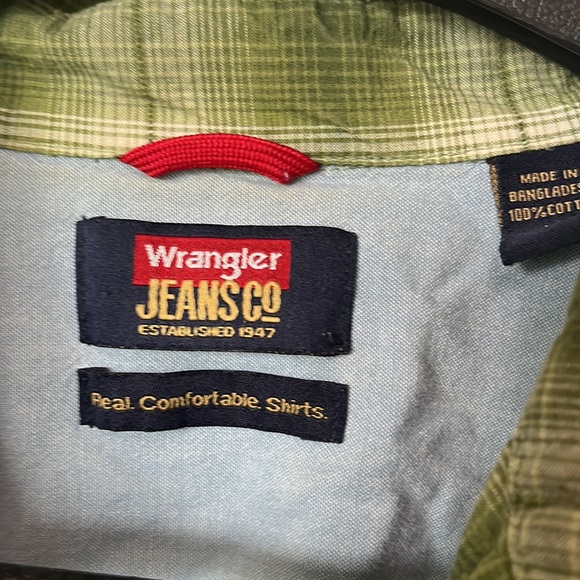 Wrangler
JEANS CO
ESTABLISHED 1947
Real. Comfortable. Shirts.
MADE IN
BANGLADES
100% COTT